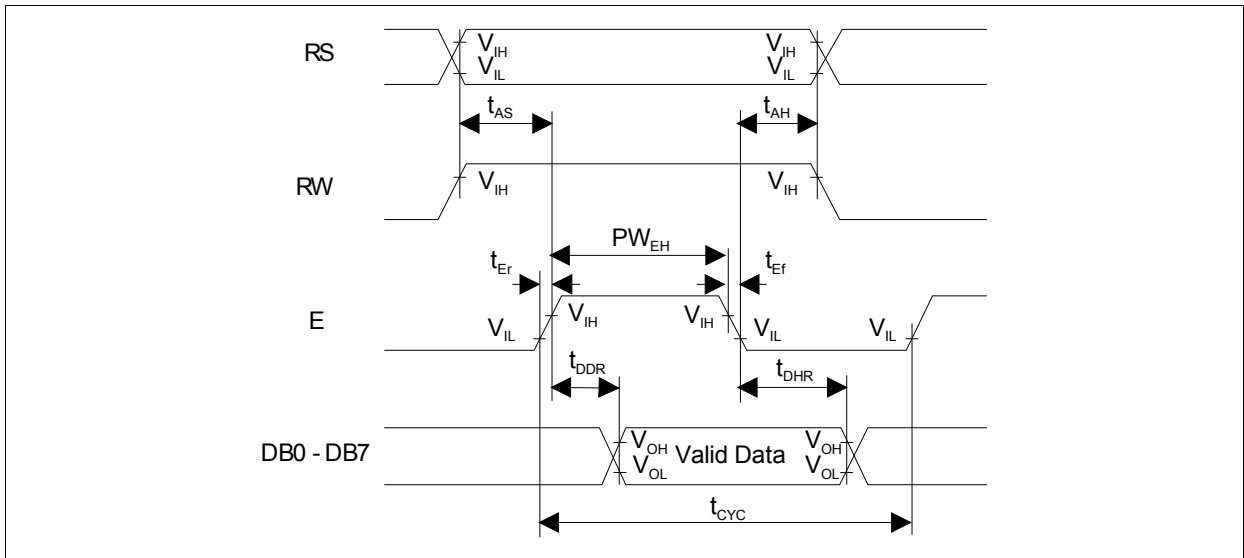 RS
V_IH
V_IL
V_IH
V_IL
t_AS
t_AH
RW
V_IH
V_IH
PW_EH
t_Er
t_Ef
E
V_IL
V_IH
V_IH
V_IL
V_IL
t_DDR
t_DHR
DB0 - DB7
V_OH
V_OL
Valid Data
V_OH
V_OL
t_CYC